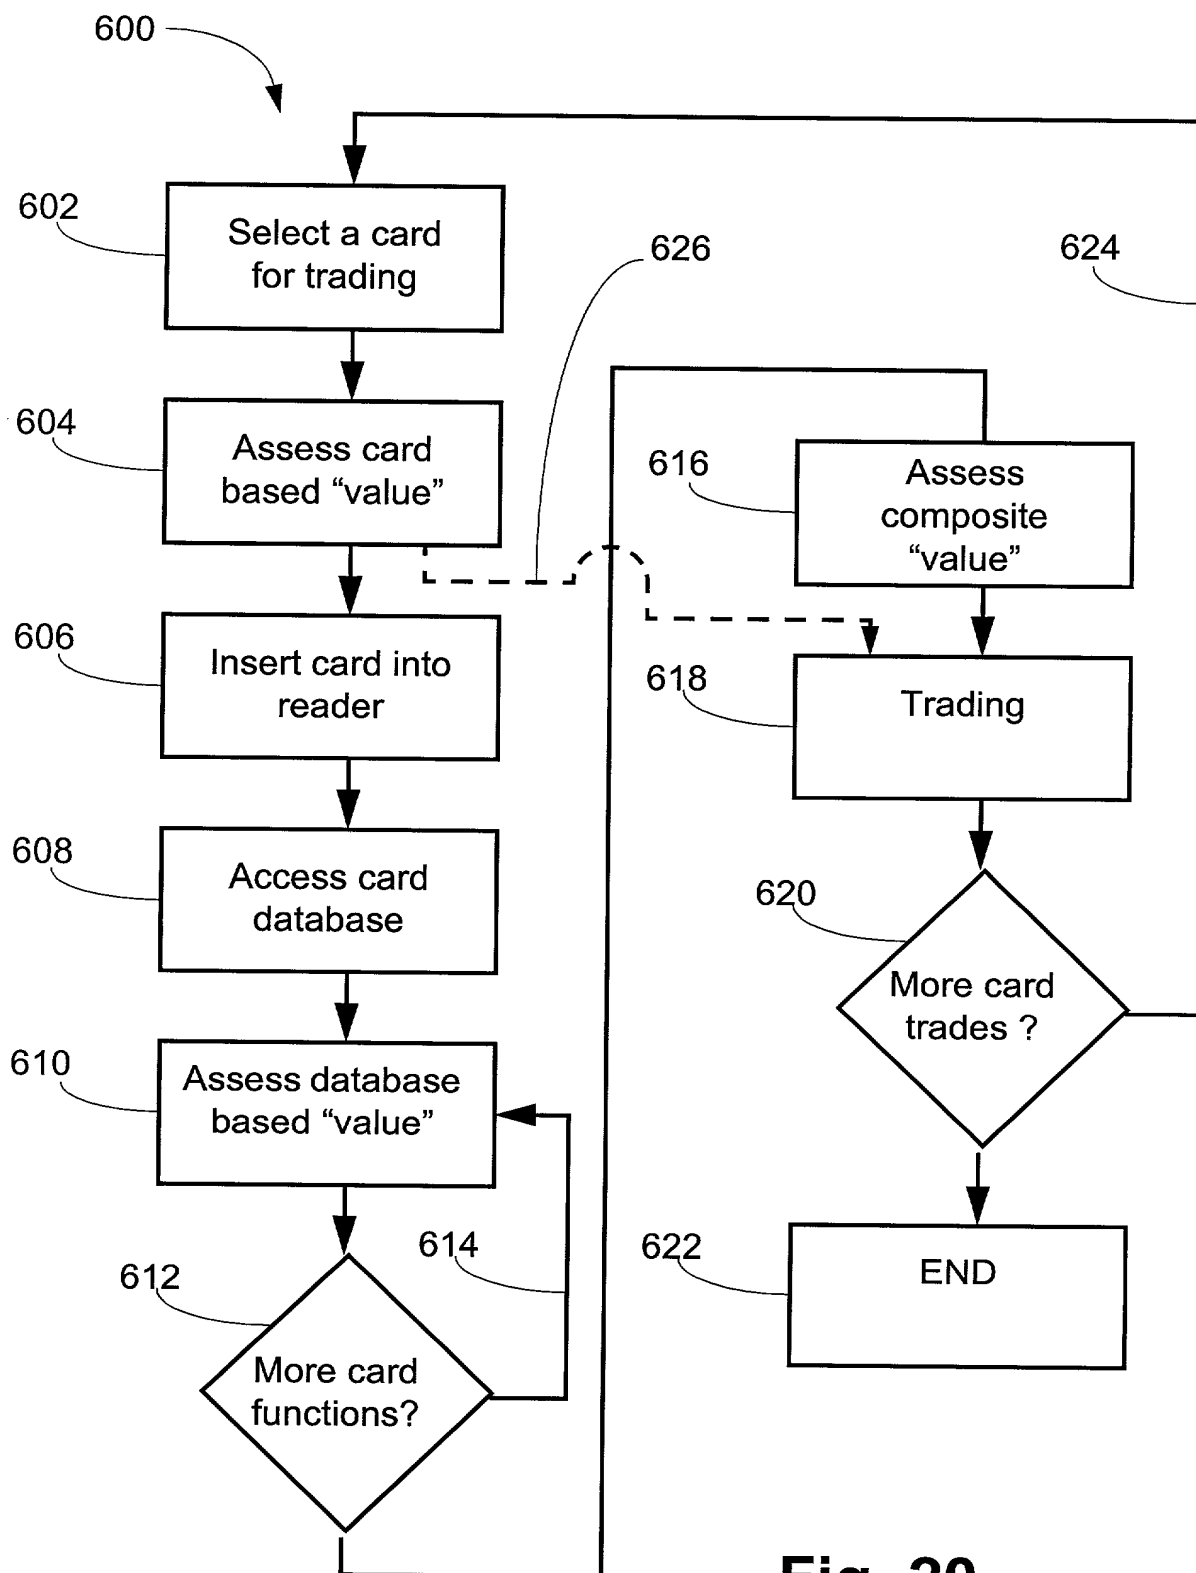 600
602
Select a card
for trading
626
624
604
Assess card
based “value”
616
Assess
composite
“value”
606
Insert card into
reader
618
Trading
608
Access card
database
620
More card
trades ?
610
Assess database
based “value”
614
612
More card
functions?
622
END